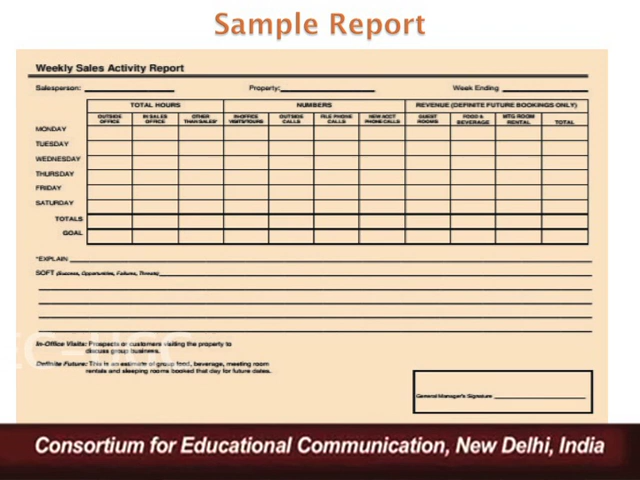 Sample Report
Weekly Sales Activity Report
Salesperson: Property: Week Ending
TOTAL HOURS NUMBERS REVENUE (DEFINITE FUTURE BOOKINGS ONLY)
OUTSIDE OFFICE IN SALES OFFICE OTHER THAN SALES* IN-OFFICE VISITS/TOURS OUTSIDE CALLS FILE PHONE CALLS NEW ACCT PHONE CALLS GUEST ROOMS FOOD & BEVERAGE MTG ROOM RENTAL TOTAL
MONDAY
TUESDAY
WEDNESDAY
THURSDAY
FRIDAY
SATURDAY
TOTALS
GOAL
*EXPLAIN
SOFT (Success, Opportunities, Failures, Threats)
In-Office Visits: Prospects or customers visiting the property to
discuss group business.
Definite Future: This is an estimate of group food, beverage, meeting room
rentals and sleeping rooms booked that day for future dates.
General Manager's Signature
Consortium for Educational Communication, New Delhi, India